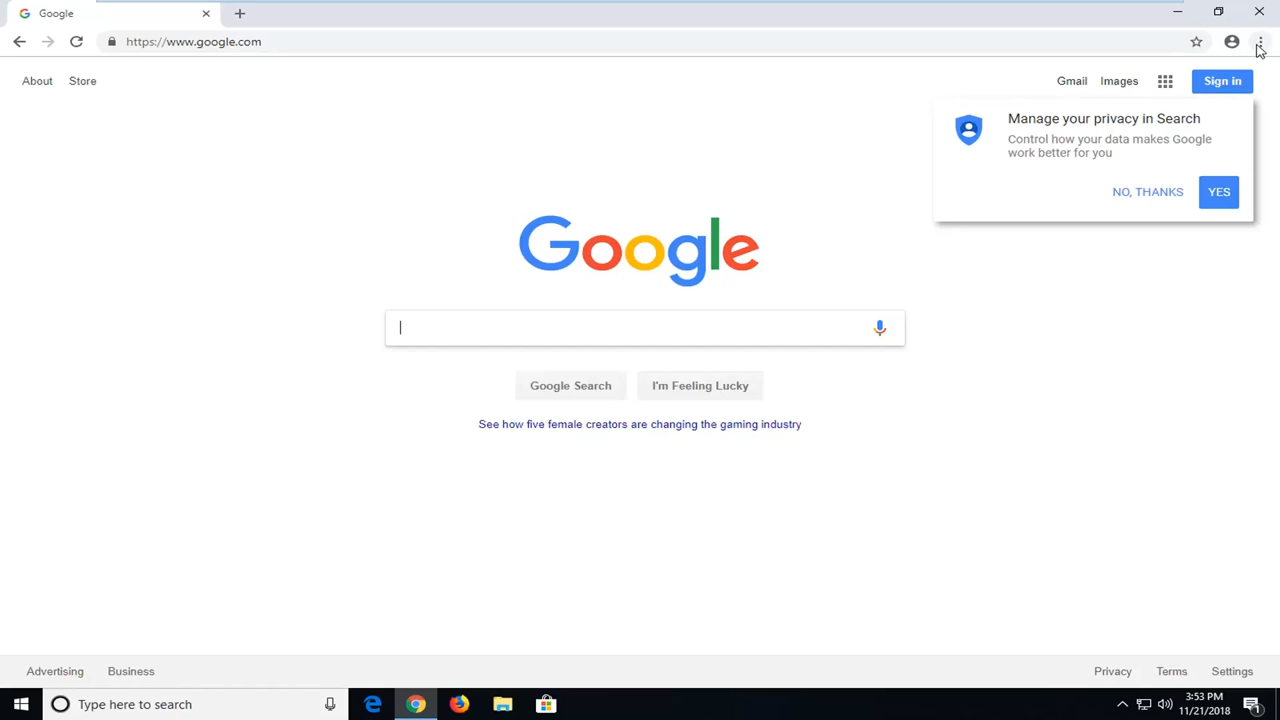 Google
https://www.google.com
About Store
Gmail Images Sign in
Manage your privacy in Search
Control how your data makes Google
work better for you
NO, THANKS YES
Google
Google Search I'm Feeling Lucky
See how five female creators are changing the gaming industry
Advertising Business Privacy Terms Settings
Type here to search
3:53 PM
11/21/2018
1